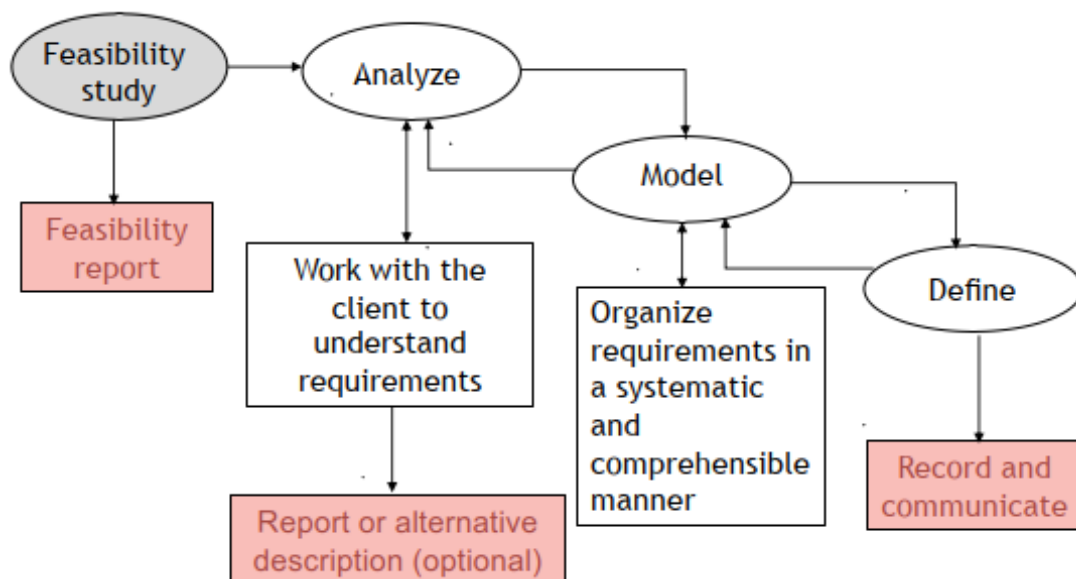 Feasibility
study
Analyze
Model
Define
Feasibility
report
Work with the
client to
understand
requirements
Organize
requirements in
a systematic
and
comprehensible
manner
Record and
communicate
Report or alternative
description (optional)